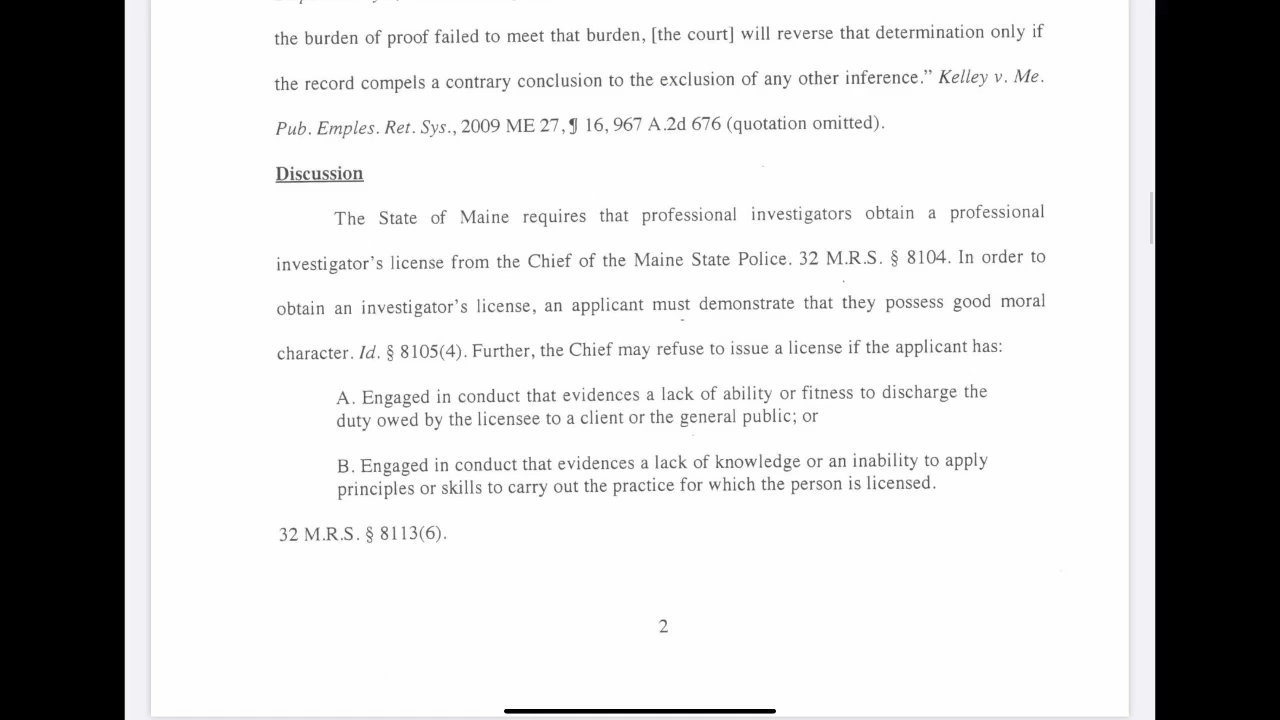 the burden of proof failed to meet that burden, [the court] will reverse that determination only if
the record compels a contrary conclusion to the exclusion of any other inference.” Kelley v. Me.
Pub. Emples. Ret. Sys., 2009 ME 27, ¶ 16, 967 A.2d 676 (quotation omitted).
Discussion
The State of Maine requires that professional investigators obtain a professional
investigator’s license from the Chief of the Maine State Police. 32 M.R.S. § 8104. In order to
obtain an investigator’s license, an applicant must demonstrate that they possess good moral
character. Id. § 8105(4). Further, the Chief may refuse to issue a license if the applicant has:
A. Engaged in conduct that evidences a lack of ability or fitness to discharge the
duty owed by the licensee to a client or the general public; or
B. Engaged in conduct that evidences a lack of knowledge or an inability to apply
principles or skills to carry out the practice for which the person is licensed.
32 M.R.S. § 8113(6).
2